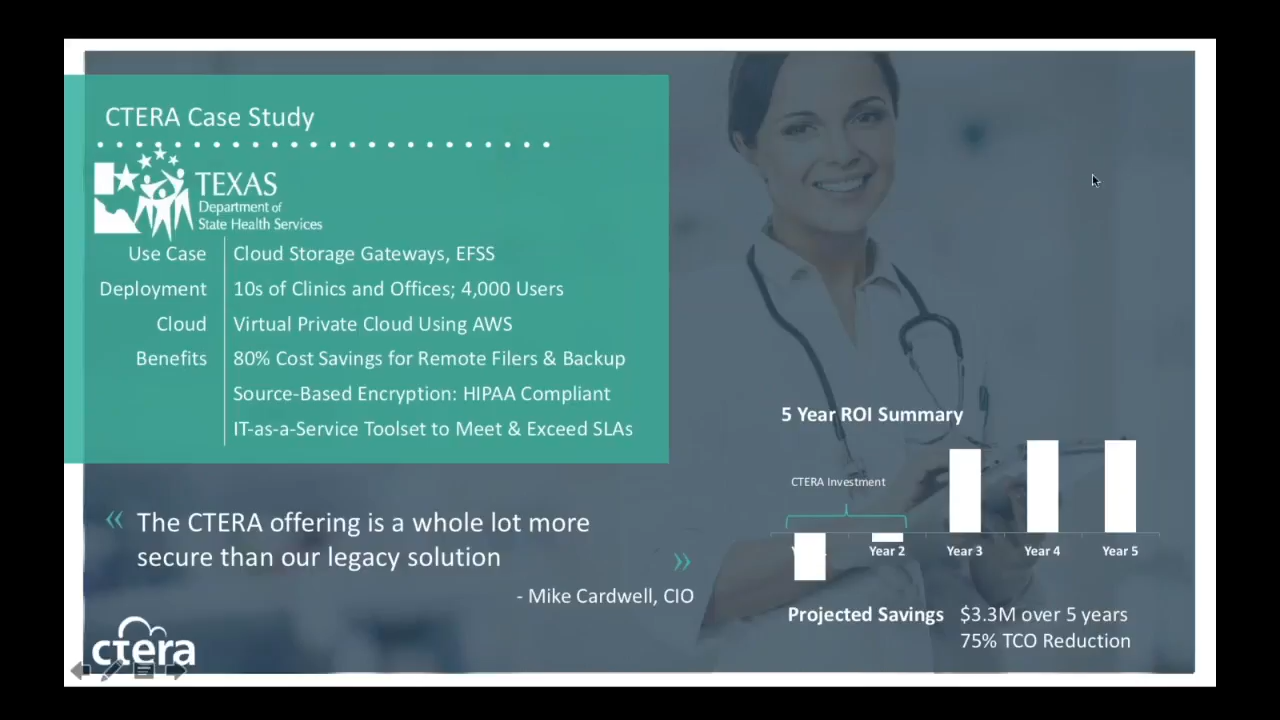 CTERA Case Study
TEXAS
Department of
State Health Services
Use Case Cloud Storage Gateways, EFSS
Deployment 10s of Clinics and Offices; 4,000 Users
Cloud Virtual Private Cloud Using AWS
Benefits 80% Cost Savings for Remote Filers & Backup
Source-Based Encryption: HIPAA Compliant
IT-as-a-Service Toolset to Meet & Exceed SLAs
« The CTERA offering is a whole lot more
secure than our legacy solution »
- Mike Cardwell, CIO
ctera
5 Year ROI Summary
CTERA Investment
Year 2 Year 3 Year 4 Year 5
Projected Savings $3.3M over 5 years
75% TCO Reduction